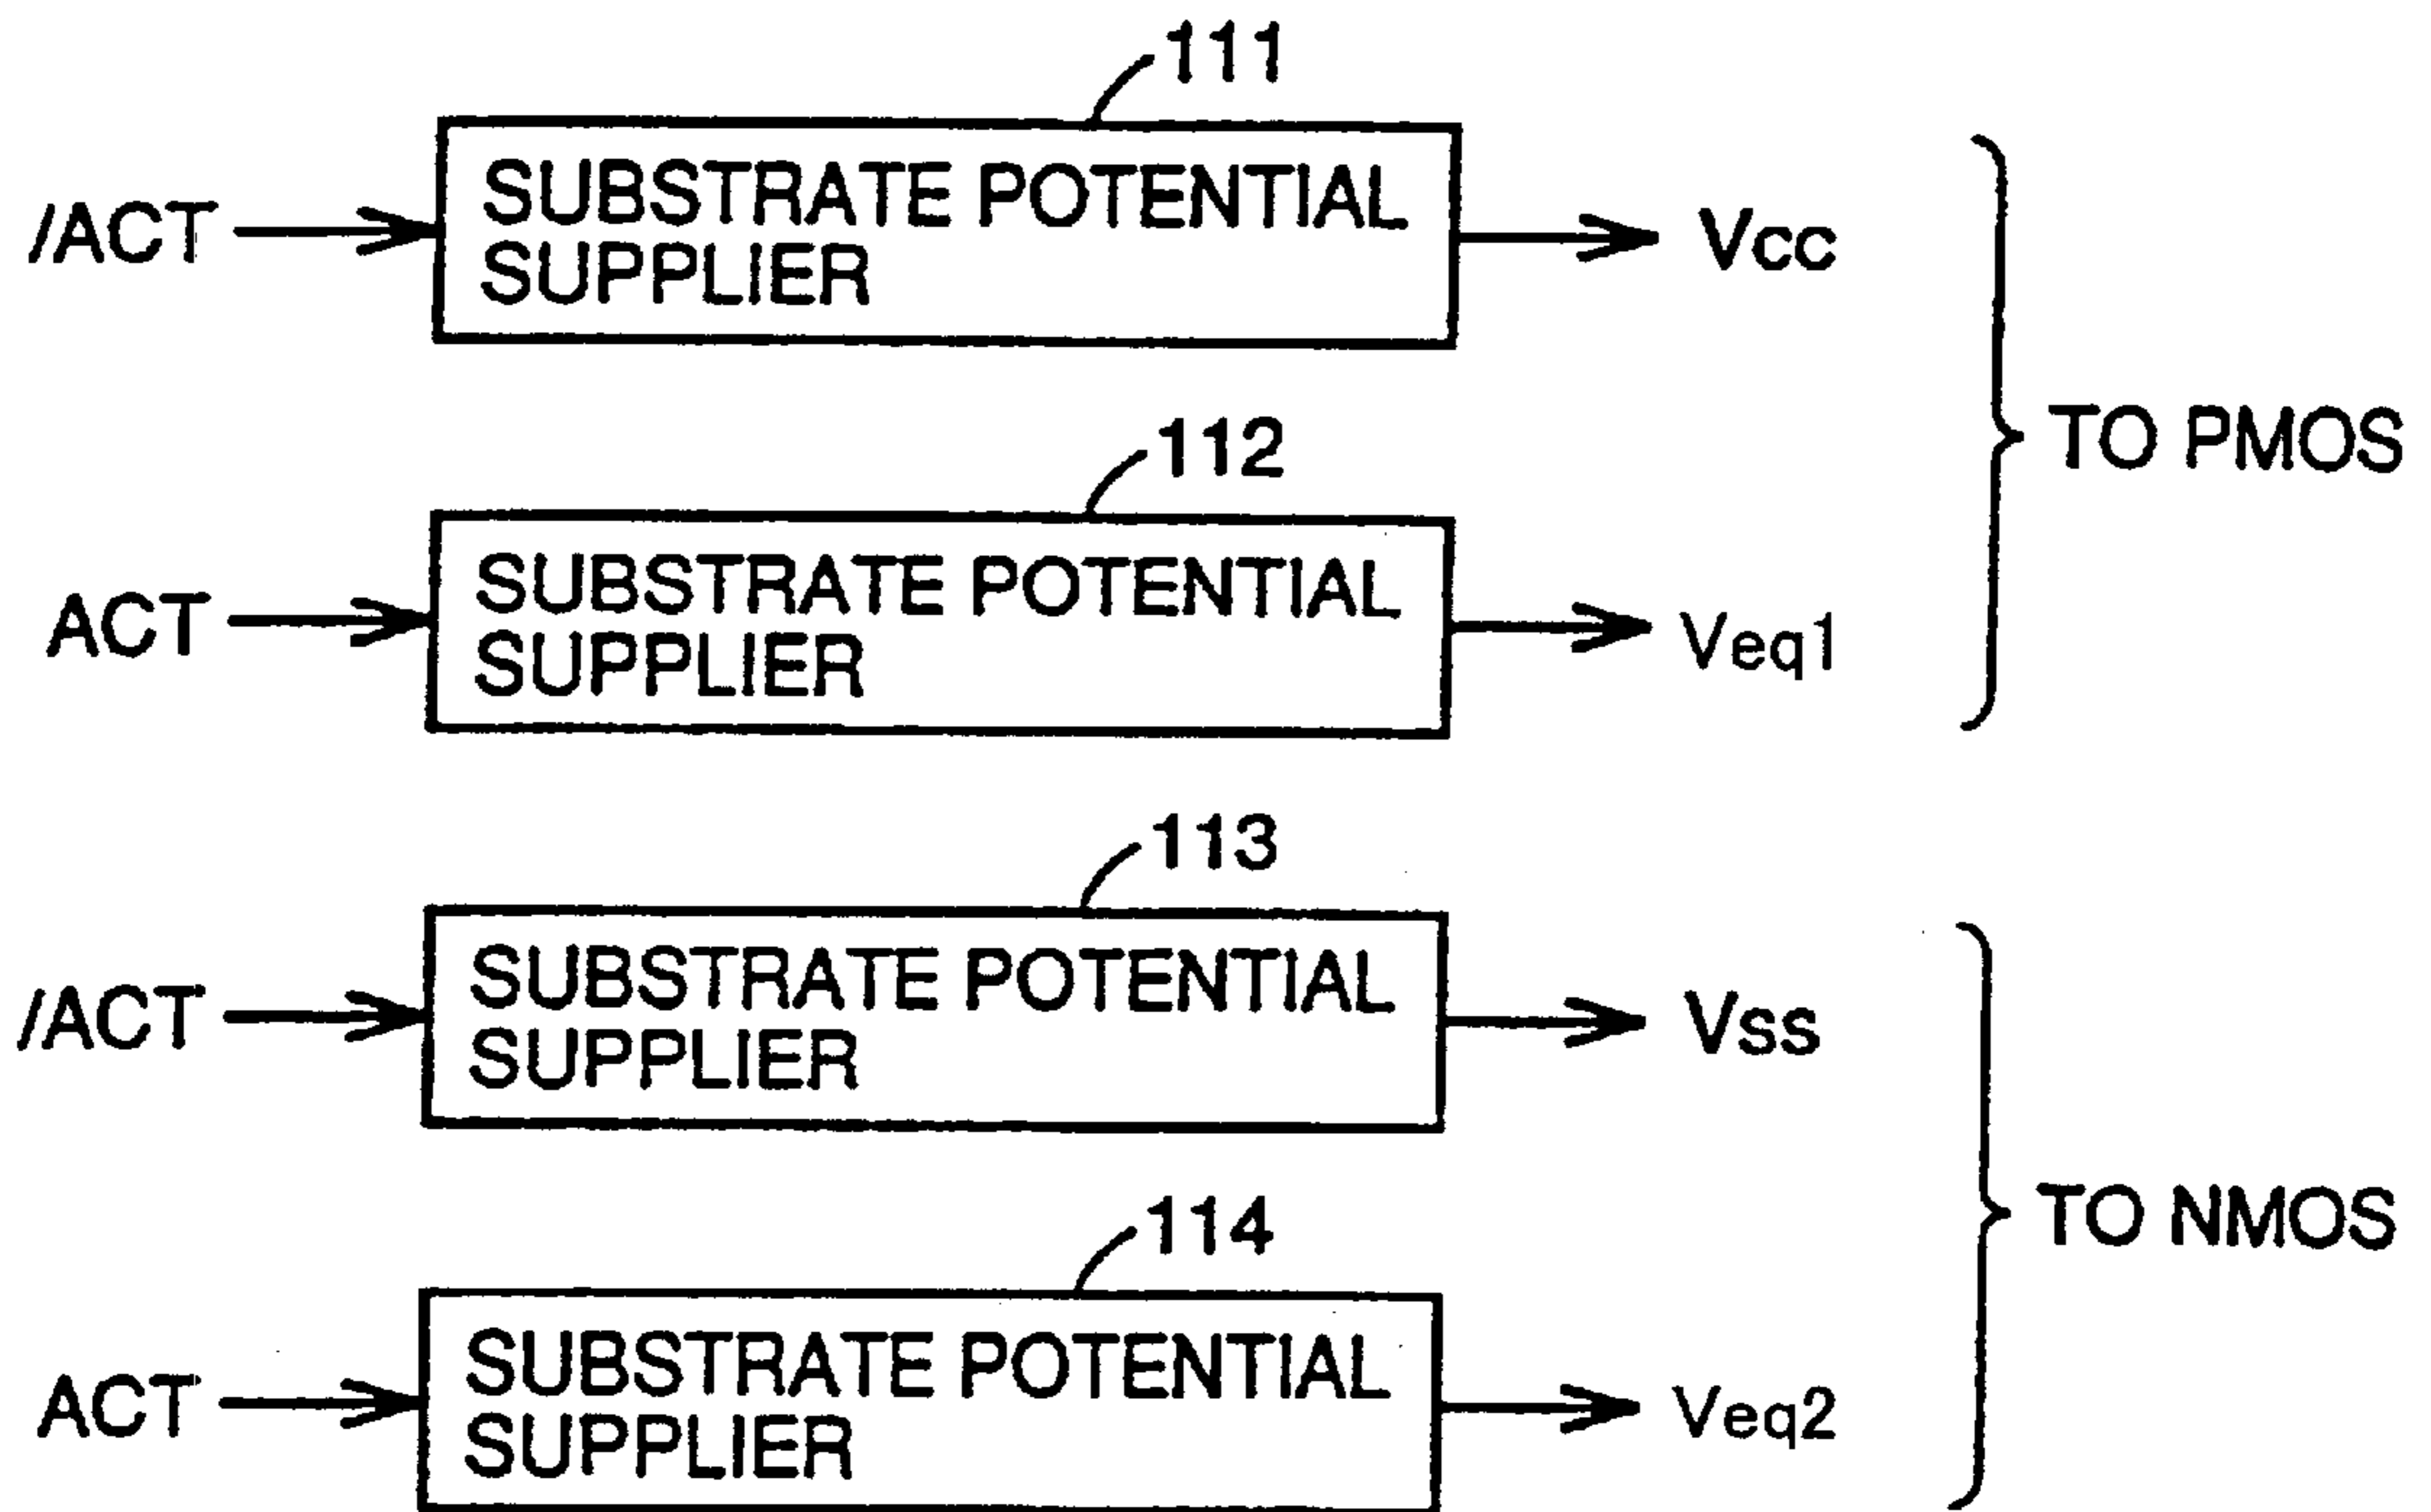 111
SUBSTRATE POTENTIAL
SUPPLIER
/ACT
Vcc
112
SUBSTRATE POTENTIAL
SUPPLIER
ACT
Veq1
TO PMOS
113
SUBSTRATE POTENTIAL
SUPPLIER
/ACT
Vss
114
SUBSTRATE POTENTIAL
SUPPLIER
ACT
Veq2
TO NMOS